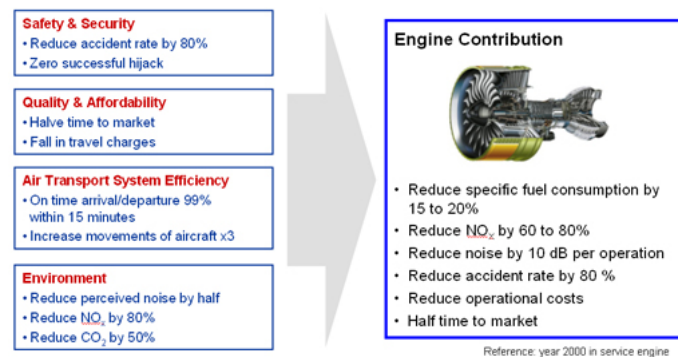 Safety & Security
• Reduce accident rate by 80%
• Zero successful hijack
Quality & Affordability
• Halve time to market
• Fall in travel charges
Air Transport System Efficiency
• On time arrival/departure 99%
within 15 minutes
• Increase movements of aircraft x3
Environment
• Reduce perceived noise by half
• Reduce NOx by 80%
• Reduce CO2 by 50%
Engine Contribution
• Reduce specific fuel consumption by
15 to 20%
• Reduce NOx by 60 to 80%
• Reduce noise by 10 dB per operation
• Reduce accident rate by 80 %
• Reduce operational costs
• Half time to market
Reference: year 2000 in service engine